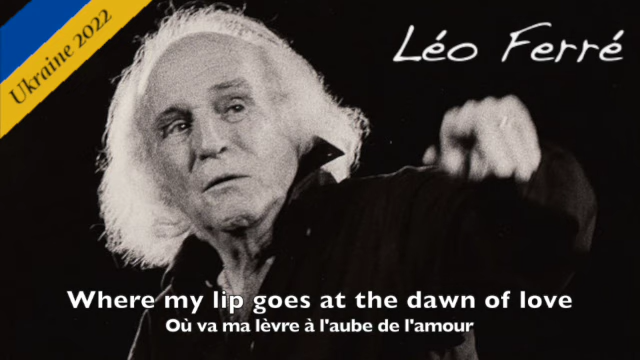 Ukraine 2022
Léo Ferré
Where my lip goes at the dawn of love
Où va ma lèvre à l'aube de l'amour